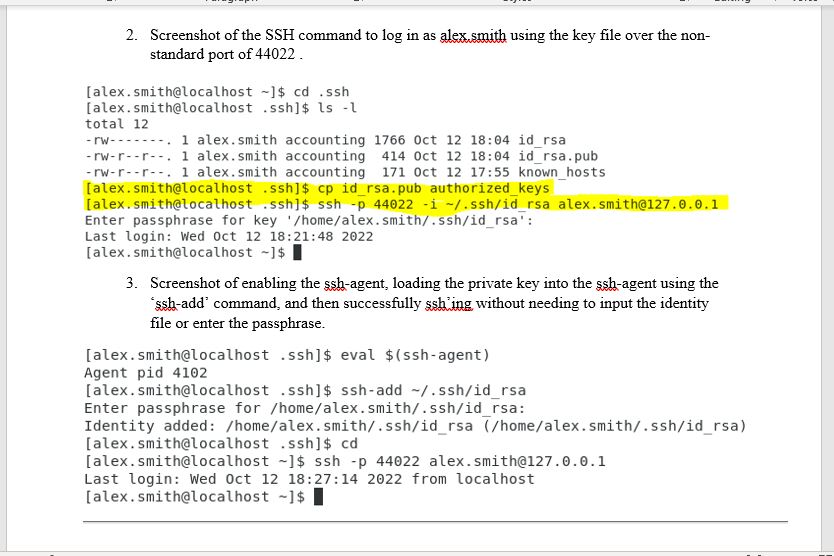 2. Screenshot of the SSH command to log in as alex.smith using the key file over the non-
standard port of 44022 .
[alex.smith@localhost ~]$ cd .ssh
[alex.smith@localhost .ssh]$ ls -l
total 12
-rw-------. 1 alex.smith accounting 1766 Oct 12 18:04 id_rsa
-rw-r--r--. 1 alex.smith accounting  414 Oct 12 18:04 id_rsa.pub
-rw-r--r--. 1 alex.smith accounting  171 Oct 12 17:55 known_hosts
[alex.smith@localhost .ssh]$ cp id_rsa.pub authorized_keys
[alex.smith@localhost .ssh]$ ssh -p 44022 -i ~/.ssh/id_rsa alex.smith@127.0.0.1
Enter passphrase for key '/home/alex.smith/.ssh/id_rsa':
Last login: Wed Oct 12 18:21:48 2022
[alex.smith@localhost ~]$
3. Screenshot of enabling the ssh-agent, loading the private key into the ssh-agent using the
‘ssh-add’ command, and then successfully ssh’ing without needing to input the identity
file or enter the passphrase.
[alex.smith@localhost .ssh]$ eval $(ssh-agent)
Agent pid 4102
[alex.smith@localhost .ssh]$ ssh-add ~/.ssh/id_rsa
Enter passphrase for /home/alex.smith/.ssh/id_rsa:
Identity added: /home/alex.smith/.ssh/id_rsa (/home/alex.smith/.ssh/id_rsa)
[alex.smith@localhost .ssh]$ cd
[alex.smith@localhost ~]$ ssh -p 44022 alex.smith@127.0.0.1
Last login: Wed Oct 12 18:27:14 2022 from localhost
[alex.smith@localhost ~]$